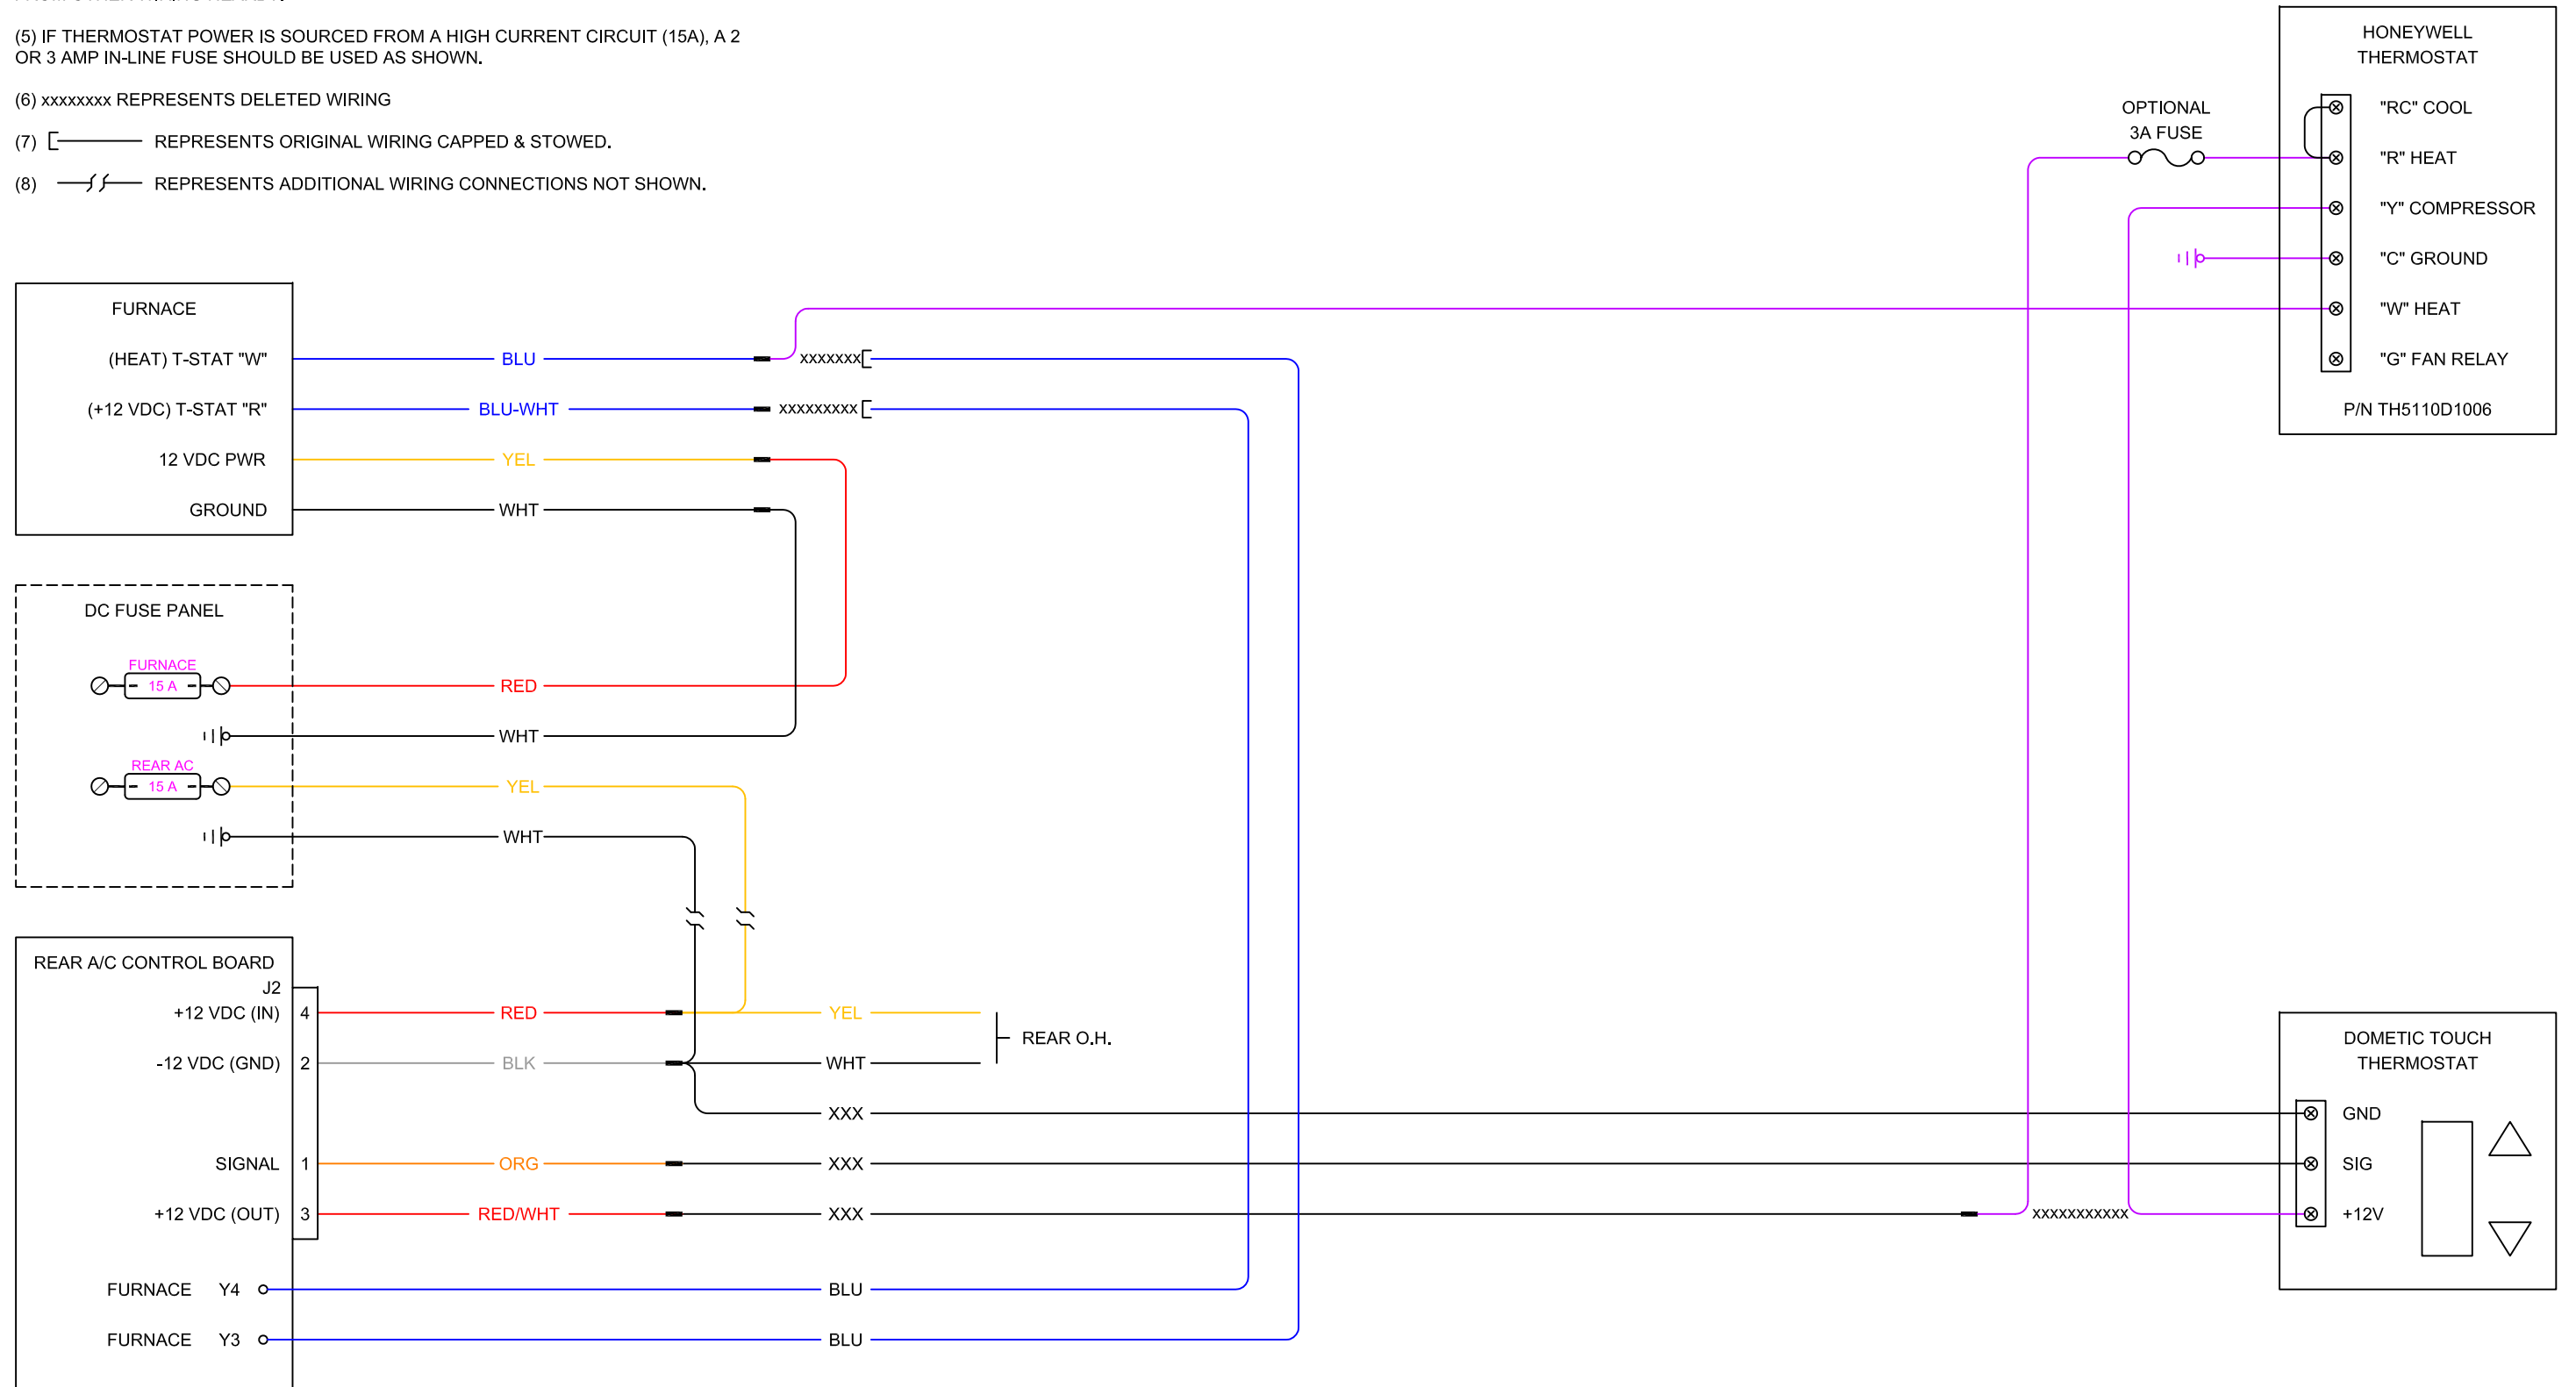 (5) IF THERMOSTAT POWER IS SOURCED FROM A HIGH CURRENT CIRCUIT (15A), A 2
OR 3 AMP IN-LINE FUSE SHOULD BE USED AS SHOWN.
(6) xxxxxxxx REPRESENTS DELETED WIRING
(7) REPRESENTS ORIGINAL WIRING CAPPED & STOWED.
(8) REPRESENTS ADDITIONAL WIRING CONNECTIONS NOT SHOWN.
HONEYWELL
THERMOSTAT
"RC" COOL
"R" HEAT
"Y" COMPRESSOR
"C" GROUND
"W" HEAT
"G" FAN RELAY
P/N TH5110D1006
OPTIONAL
3A FUSE
FURNACE
(HEAT) T-STAT "W"
BLU
xxxxxxx
(+12 VDC) T-STAT "R"
BLU-WHT
xxxxxxxxx
12 VDC PWR
YEL
GROUND
WHT
DC FUSE PANEL
FURNACE
15 A
RED
WHT
REAR AC
15 A
YEL
WHT
REAR A/C CONTROL BOARD
J2
+12 VDC (IN) 4
RED
YEL
REAR O.H.
-12 VDC (GND) 2
BLK
WHT
XXX
SIGNAL 1
ORG
XXX
+12 VDC (OUT) 3
RED/WHT
XXX
xxxxxxxxxxx
FURNACE Y4
BLU
FURNACE Y3
BLU
DOMETIC TOUCH
THERMOSTAT
GND
SIG
+12V